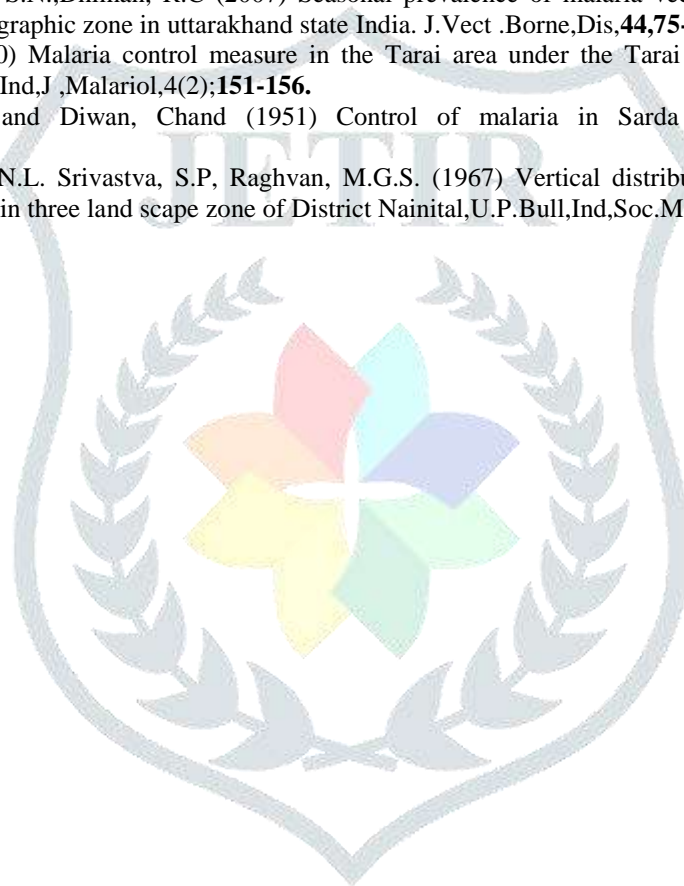 (2007) Seasonal prevalence of malaria
graphic zone in uttarakhand state India. J.Vect .Borne,Dis,44,75-
0) Malaria control measure in the Tarai area under the Tarai
Ind,J ,Malariol,4(2);151-156.
and Diwan, Chand (1951) Control of malaria in Sarda
N.L. Srivastva, S.P, Raghvan, M.G.S. (1967) Vertical distribu
in three land scape zone of District Nainital,U.P.Bull,Ind,Soc.M
JETIR